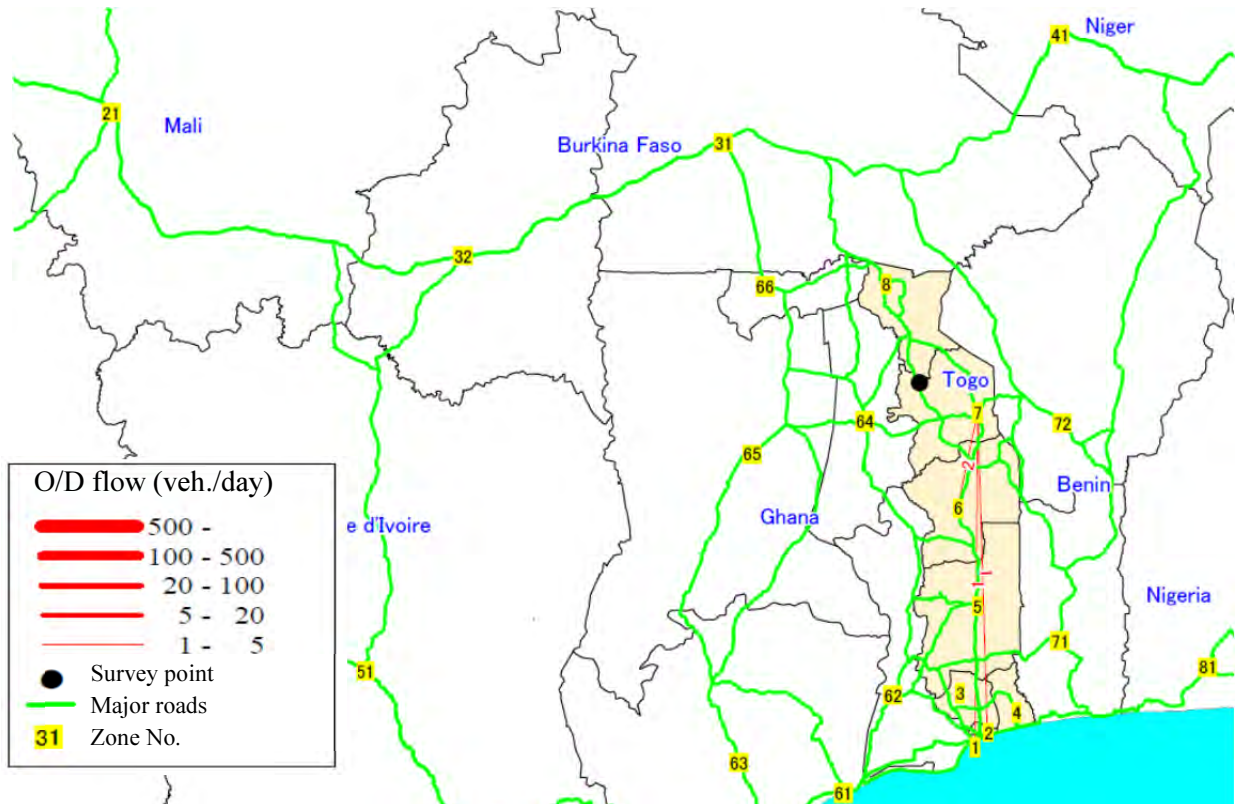 41
Niger
21
Mali
31
Burkina Faso
32
66
8
Togo
7
64
72
65
2
Benin
6
Ghana
O/D flow (veh./day)
500 -
100 - 500
20 - 100
5 - 20
1 - 5
Survey point
Major roads
31 Zone No.
e d'Ivoire
1
1
5
Nigeria
71
81
51
62
3
4
2
1
63
61